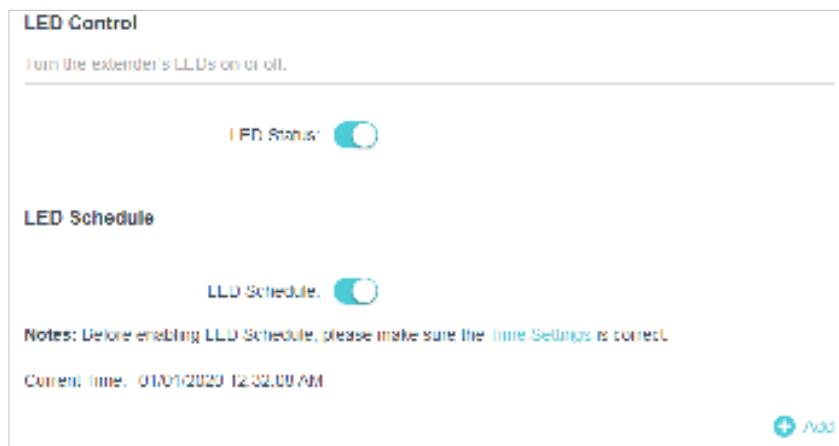 LED Control
Turn the extender's LEDs on or off.
LED Status:
LED Schedule
LED Schedule:
Notes: Before enabling LED Schedule, please make sure the Time Settings is correct.
Current Time: 01/01/2020 12:32:09 AM
Add